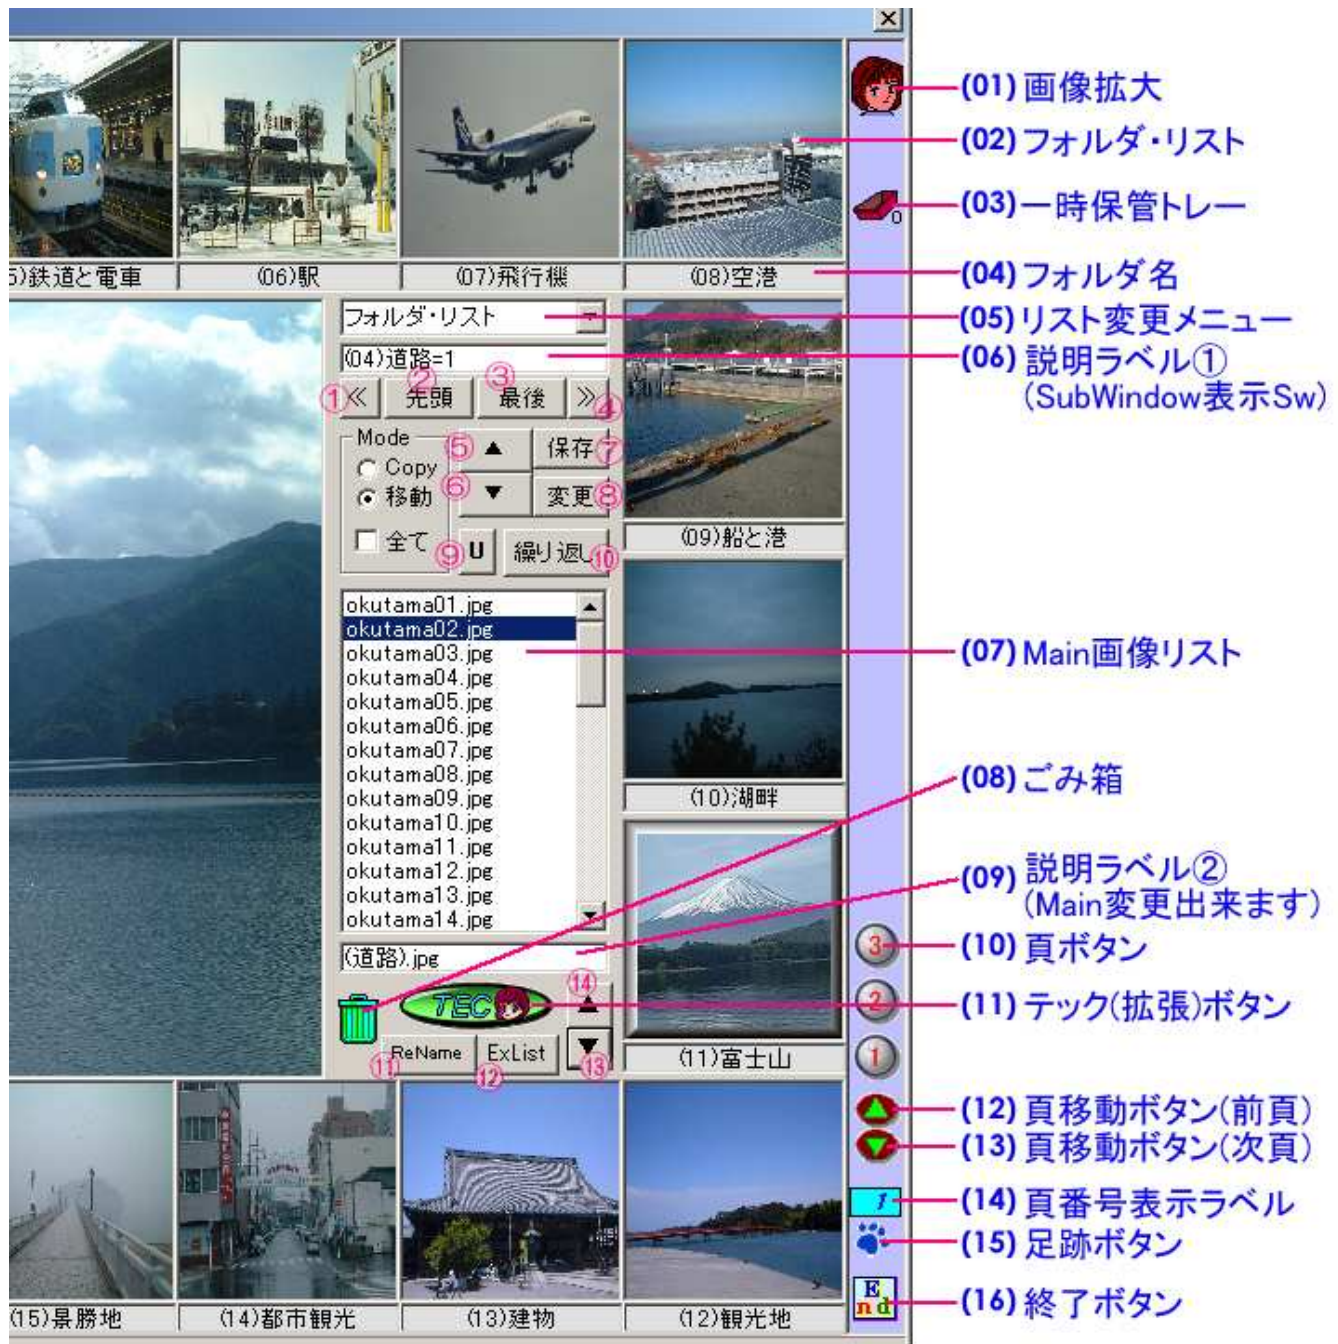 (01) 画像拡大
(02) フォルダ・リスト
(03) 一時保管トレー
0
5)鉄道と電車
(06)駅
(07)飛行機
(08)空港
(04) フォルダ名
フォルダ・リスト
(05) リスト変更メニュー
(04)道路=1
(06) 説明ラベル①
(SubWindow表示Sw)
① ≪
② 先頭
③ 最後
④ ≫
Mode
Copy
移動
全て
⑤ ▲
⑥ ▼
保存 ⑦
変更 ⑧
⑨ U
繰り返し ⑩
(09)船と港
okutama01.jpg
okutama02.jpg
okutama03.jpg
okutama04.jpg
okutama05.jpg
okutama06.jpg
okutama07.jpg
okutama08.jpg
okutama09.jpg
okutama10.jpg
okutama11.jpg
okutama12.jpg
okutama13.jpg
okutama14.jpg
(07) Main画像リスト
(10)湖畔
(08) ごみ箱
(09) 説明ラベル②
(Main変更出来ます)
(道路).jpg
3
(10) 頁ボタン
TEC
⑭ ▲
2
(11) テック(拡張)ボタン
⑪ ReName
⑫ ExList
⑬ ▼
(11)富士山
1
(12) 頁移動ボタン(前頁)
(13) 頁移動ボタン(次頁)
1
(14) 頁番号表示ラベル
(15) 足跡ボタン
End
(16) 終了ボタン
(15)景勝地
(14)都市観光
(13)建物
(12)観光地